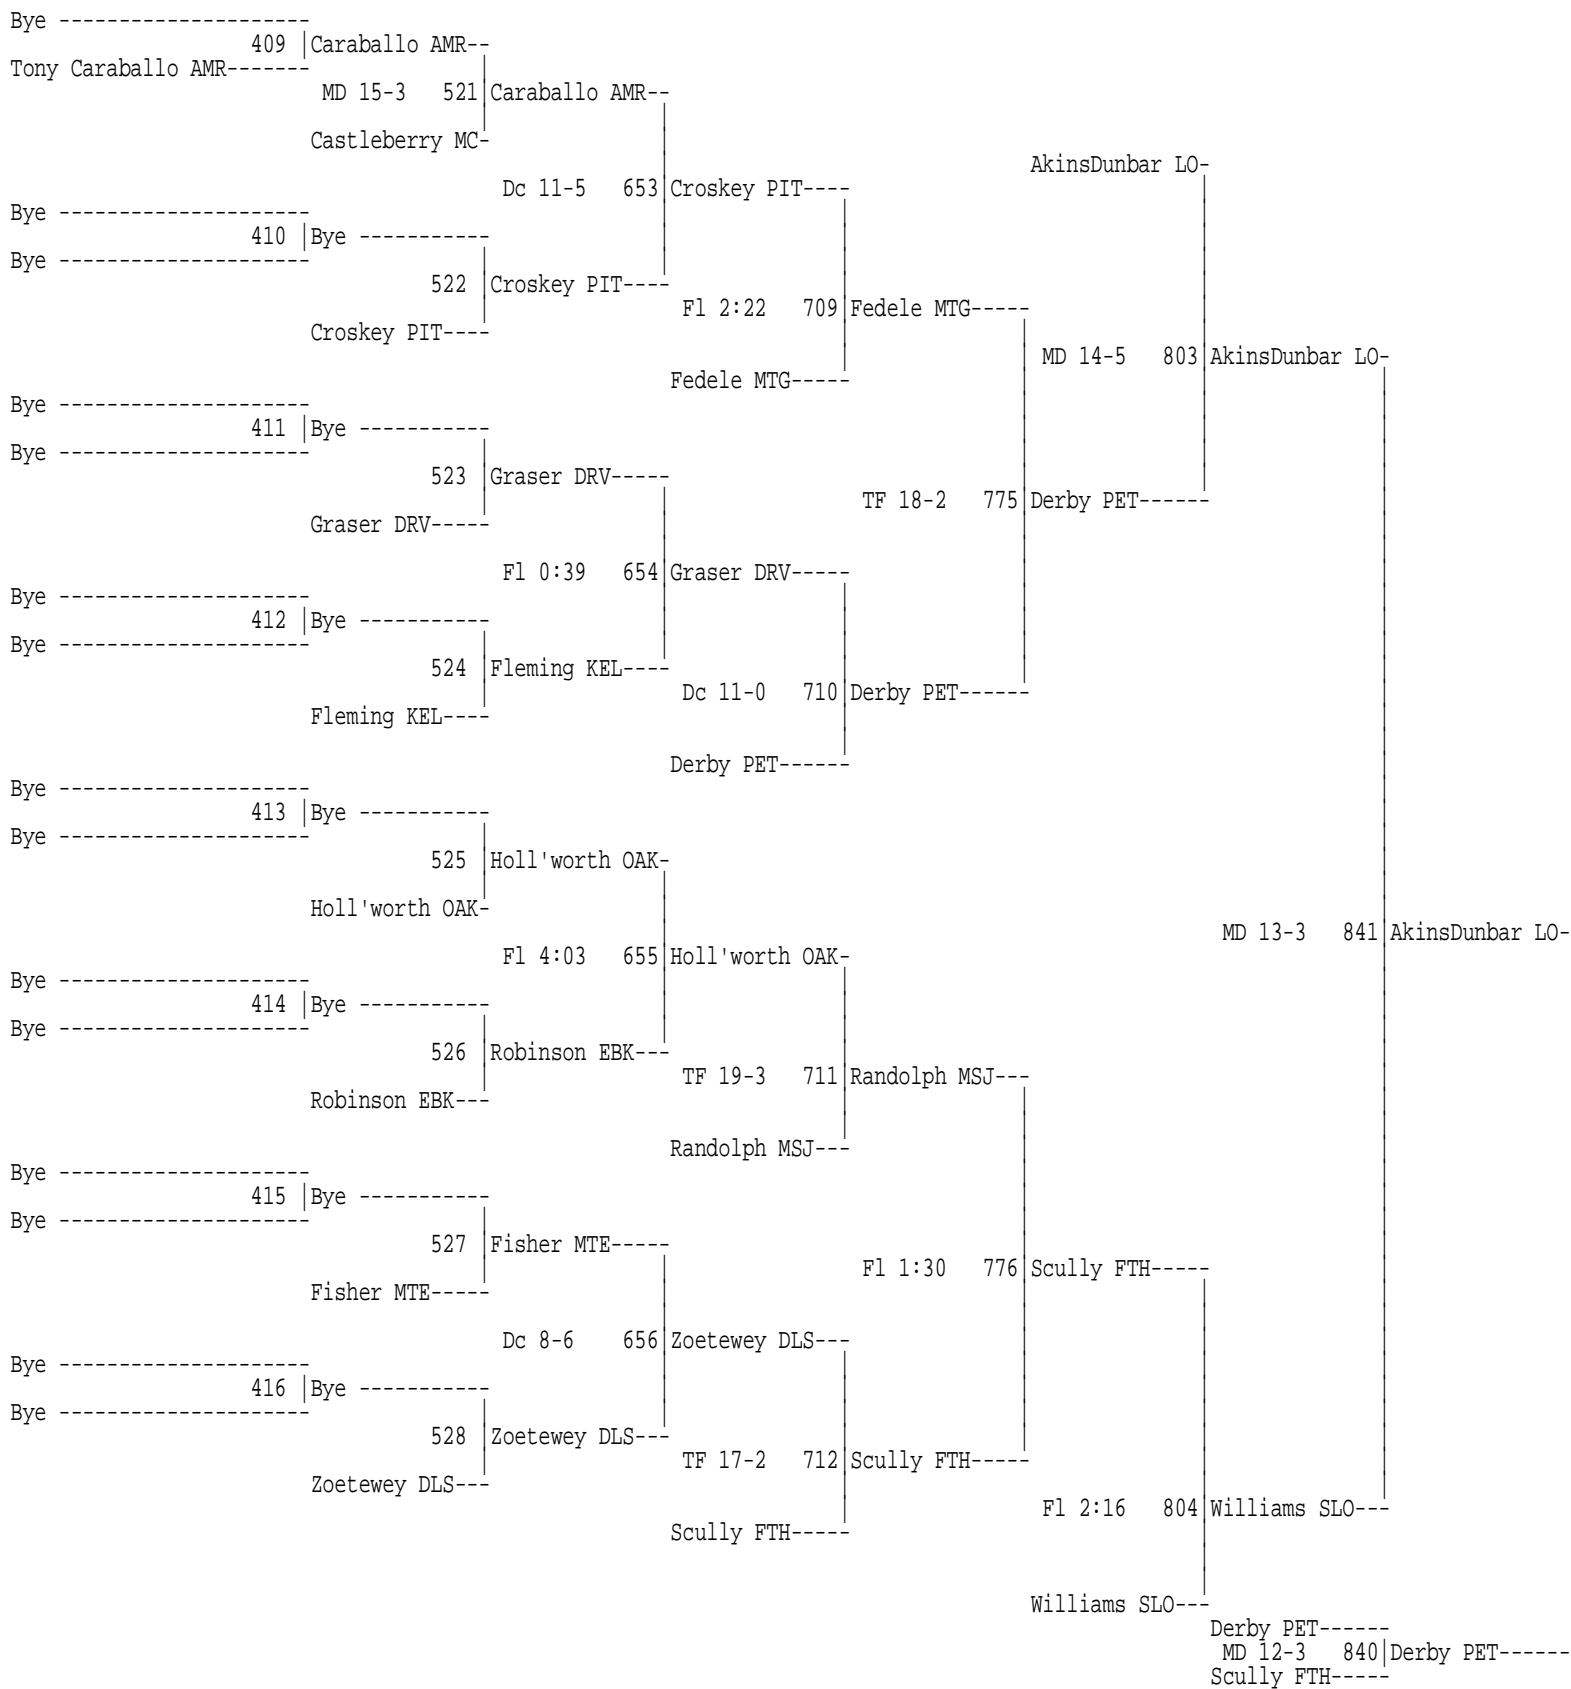 Bye ---------------------
409 |Caraballo AMR--
Tony Caraballo AMR-------
MD 15-3 521|Caraballo AMR--
Castleberry MC-
AkinsDunbar LO-
Dc 11-5 653|Croskey PIT----
Bye ---------------------
410 |Bye -----------
Bye ---------------------
522 |Croskey PIT----
Fl 2:22 709|Fedele MTG-----
Croskey PIT----
MD 14-5 803|AkinsDunbar LO-
Fedele MTG-----
Bye ---------------------
411 |Bye -----------
Bye ---------------------
523 |Graser DRV-----
TF 18-2 775|Derby PET------
Graser DRV-----
Fl 0:39 654|Graser DRV-----
Bye ---------------------
412 |Bye -----------
Bye ---------------------
524 |Fleming KEL----
Dc 11-0 710|Derby PET------
Fleming KEL----
Derby PET------
Bye ---------------------
413 |Bye -----------
Bye ---------------------
525 |Holl'worth OAK-
Holl'worth OAK-
MD 13-3 841|AkinsDunbar LO-
Fl 4:03 655|Holl'worth OAK-
Bye ---------------------
414 |Bye -----------
Bye ---------------------
526 |Robinson EBK---
TF 19-3 711|Randolph MSJ---
Robinson EBK---
Randolph MSJ---
Bye ---------------------
415 |Bye -----------
Bye ---------------------
527 |Fisher MTE-----
Fl 1:30 776|Scully FTH-----
Fisher MTE-----
Dc 8-6 656|Zoetewey DLS---
Bye ---------------------
416 |Bye -----------
Bye ---------------------
528 |Zoetewey DLS---
TF 17-2 712|Scully FTH-----
Zoetewey DLS---
Fl 2:16 804|Williams SLO---
Scully FTH-----
Williams SLO---
Derby PET------
MD 12-3 840|Derby PET------
Scully FTH-----